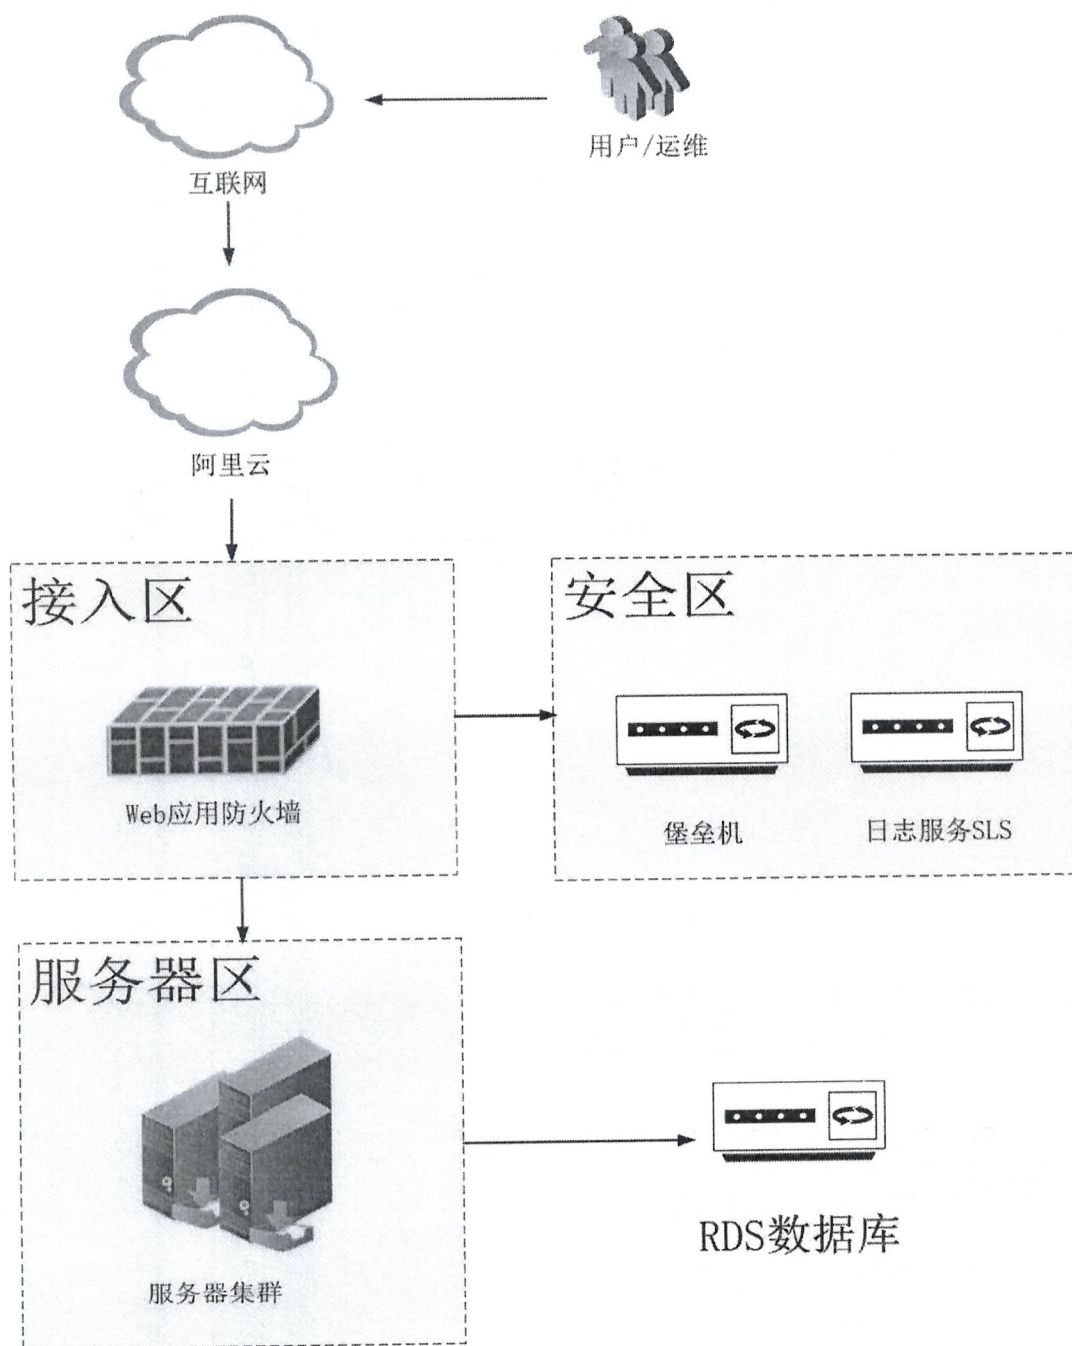 用户/运维
互联网
阿里云
接入区
Web应用防火墙
安全区
堡垒机
日志服务SLS
服务器区
服务器集群
RDS数据库